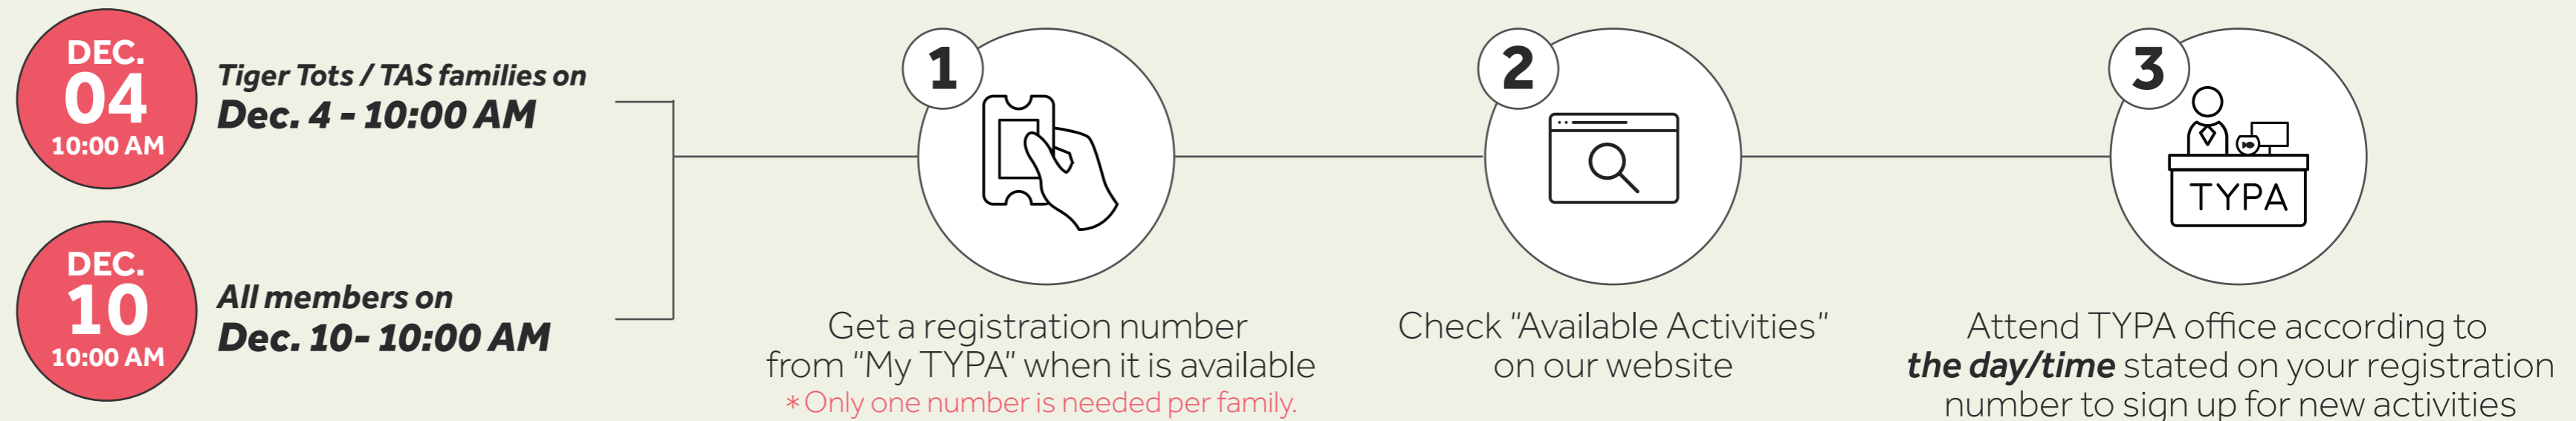 DEC.
04
10:00 AM
Tiger Tots / TAS families on
Dec. 4 - 10:00 AM
DEC.
10
10:00 AM
All members on
Dec. 10- 10:00 AM
1
Get a registration number
from "My TYPA" when it is available
*Only one number is needed per family.
2
Check "Available Activities"
on our website
3
TYPA
Attend TYPA office according to
the day/time stated on your registration
number to sign up for new activities